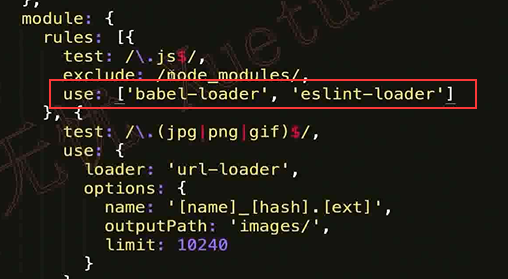 },
module: {
rules: [{
test: /\.js$/,
exclude: /node_modules/,
use: ['babel-loader', 'eslint-loader']
}, {
test: /\.(jpg|png|gif)$/,
use: {
loader: 'url-loader',
options: {
name: '[name]_[hash].[ext]',
outputPath: 'images/',
limit: 10240
}
}